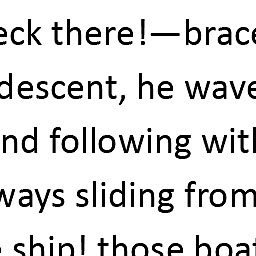 eck there!—brace
descent, he wave
nd following with
ways sliding from
ship! those boat